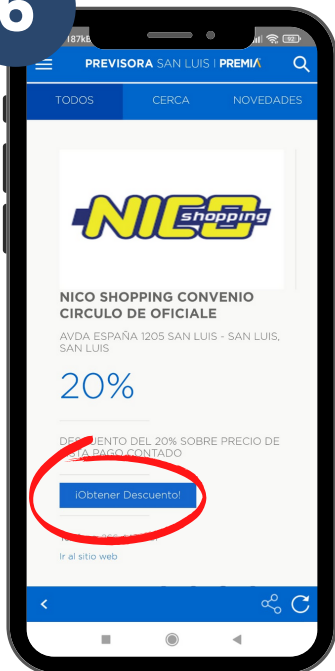 6
87kB
82
PREVISORA SAN LUIS | PREMIA
TODOS CERCA NOVEDADES
NICO shopping
NICO SHOPPING CONVENIO
CIRCULO DE OFICIALE
AVDA ESPAÑA 1205 SAN LUIS - SAN LUIS,
SAN LUIS
20%
DESCUENTO DEL 20% SOBRE PRECIO DE
LISTA PAGO CONTADO
¡Obtener Descuento!
Ir al sitio web